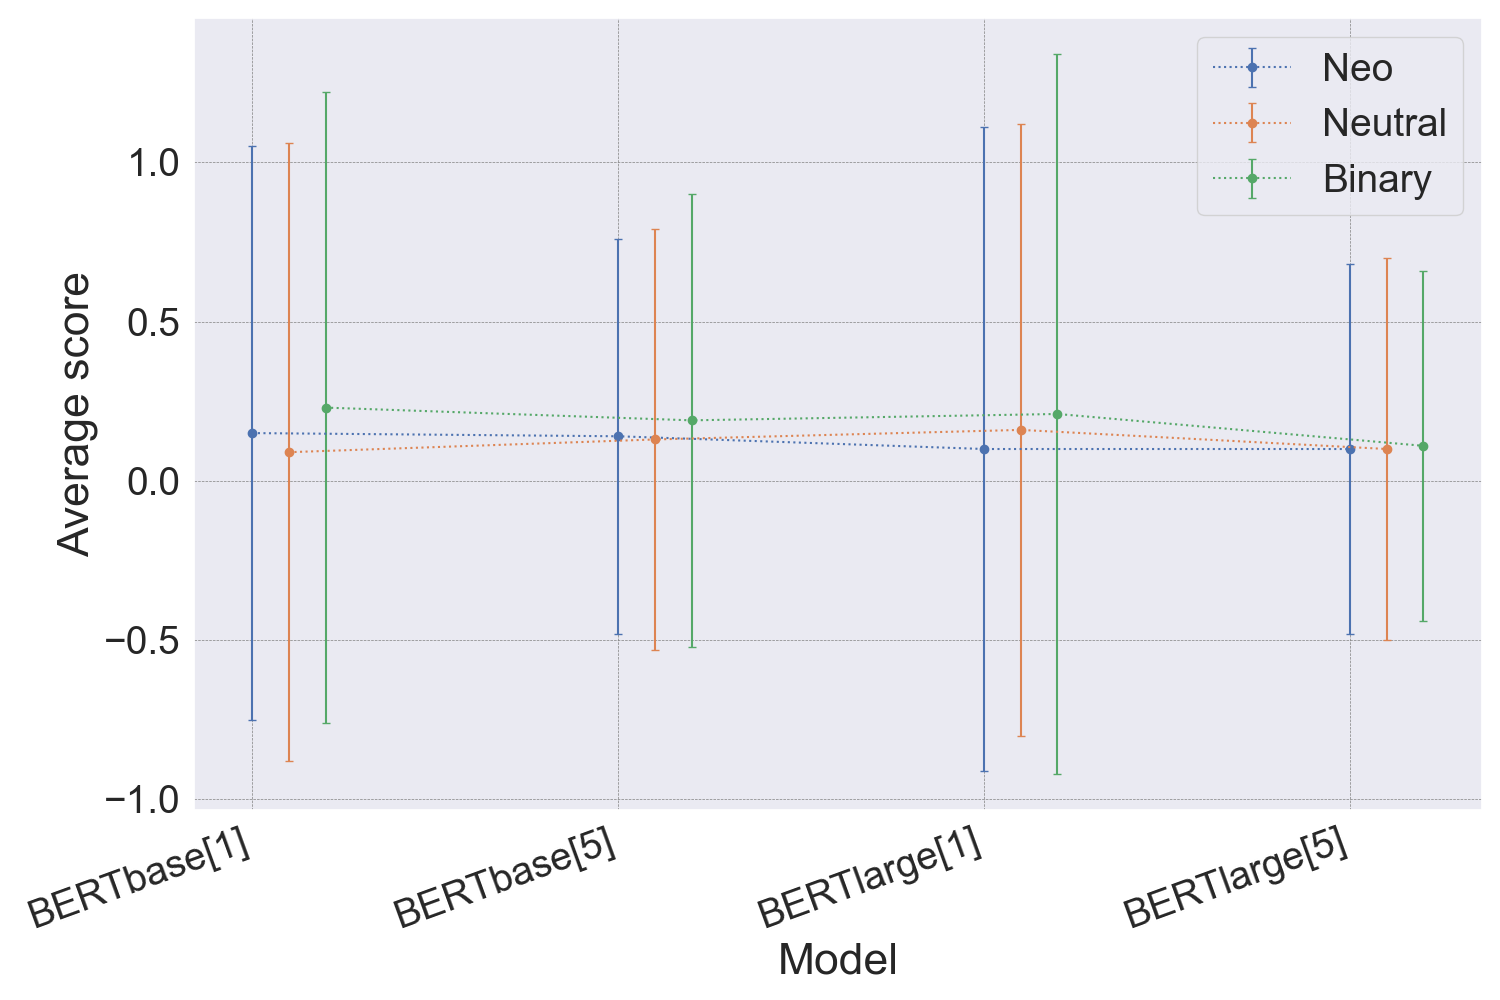 Neo
Neutral
Binary
Average score
1.0
0.5
0.0
−0.5
−1.0
BERTbase[1]
BERTbase[5]
BERTlarge[1]
BERTlarge[5]
Model